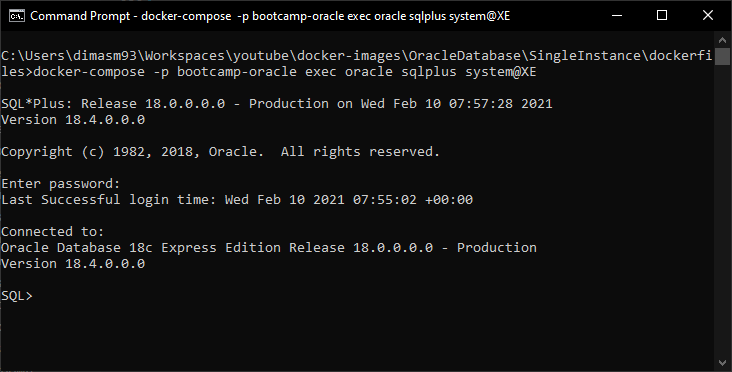 Command Prompt - docker-compose  -p bootcamp-oracle exec oracle sqlplus system@XE
C:\Users\dimasm93\Workspaces\youtube\docker-images\OracleDatabase\SingleInstance\dockerfi
les>docker-compose -p bootcamp-oracle exec oracle sqlplus system@XE
SQL*Plus: Release 18.0.0.0.0 - Production on Wed Feb 10 07:57:28 2021
Version 18.4.0.0.0
Copyright (c) 1982, 2018, Oracle.  All rights reserved.
Enter password:
Last Successful login time: Wed Feb 10 2021 07:55:02 +00:00
Connected to:
Oracle Database 18c Express Edition Release 18.0.0.0.0 - Production
Version 18.4.0.0.0
SQL>